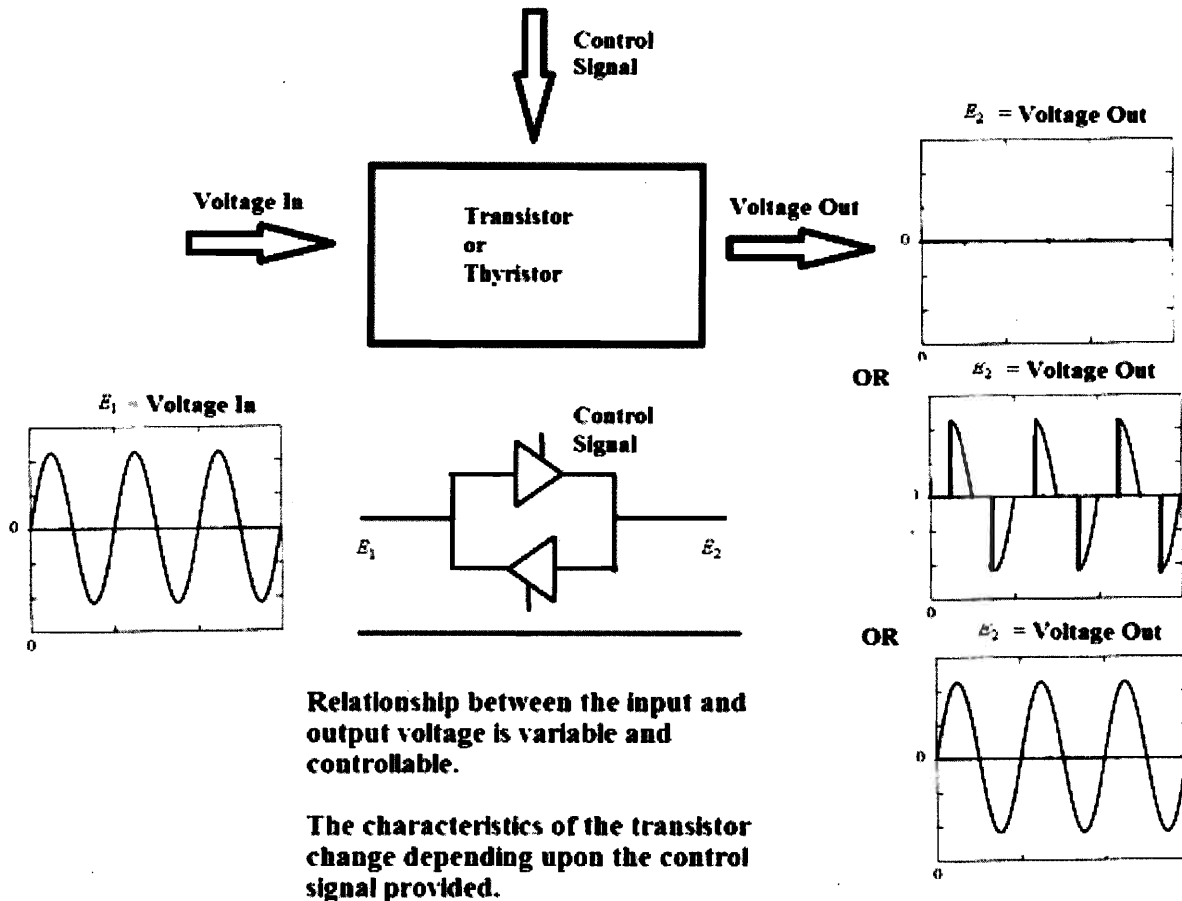 Control
Signal
E₂ = Voltage Out
Voltage In
Transistor
or
Thyristor
Voltage Out
0
0
OR
E₂ = Voltage Out
E₁ = Voltage In
Control
Signal
0
E₁
E₂
1
0
0
OR
E₂ = Voltage Out
0
0
Relationship between the input and
output voltage is variable and
controllable.
The characteristics of the transistor
change depending upon the control
signal provided.